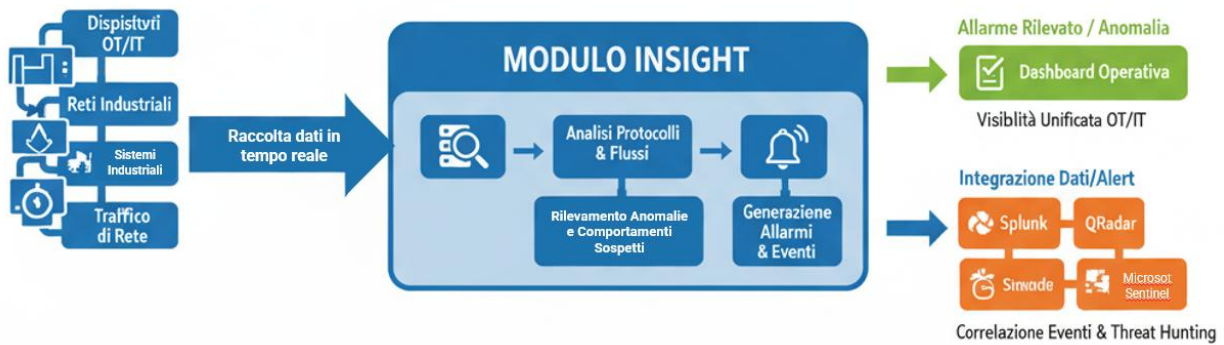 Dispistvri
OT/IT
Reti Industriali
Sistemi
Industriali
Traffico
di Rete
Raccolta dati in
tempo reale
MODULO INSIGHT
Analisi Protocolli
& Flussi
Rilevamento Anomalie
e Comportamenti
Sospetti
Generazione
Allarmi
& Eventi
Allarme Rilevato / Anomalia
Dashboard Operativa
Visiblità Unificata OT/IT
Integrazione Dati/Alert
Splunk
QRadar
Microsot
Sentinel
Correlazione Eventi & Threat Hunting